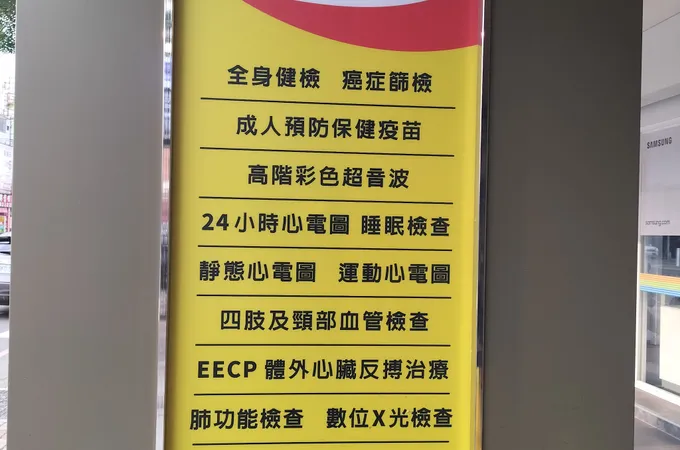 全身健檢 癌症篩檢
成人預防保健疫苗
高階彩色超音波
24小時心電圖 睡眠檢查
靜態心電圖 運動心電圖
四肢及頸部血管檢查
EECP 體外心臟反搏治療
肺功能檢查 數位X光檢查
SAMSUNG
samsung.com